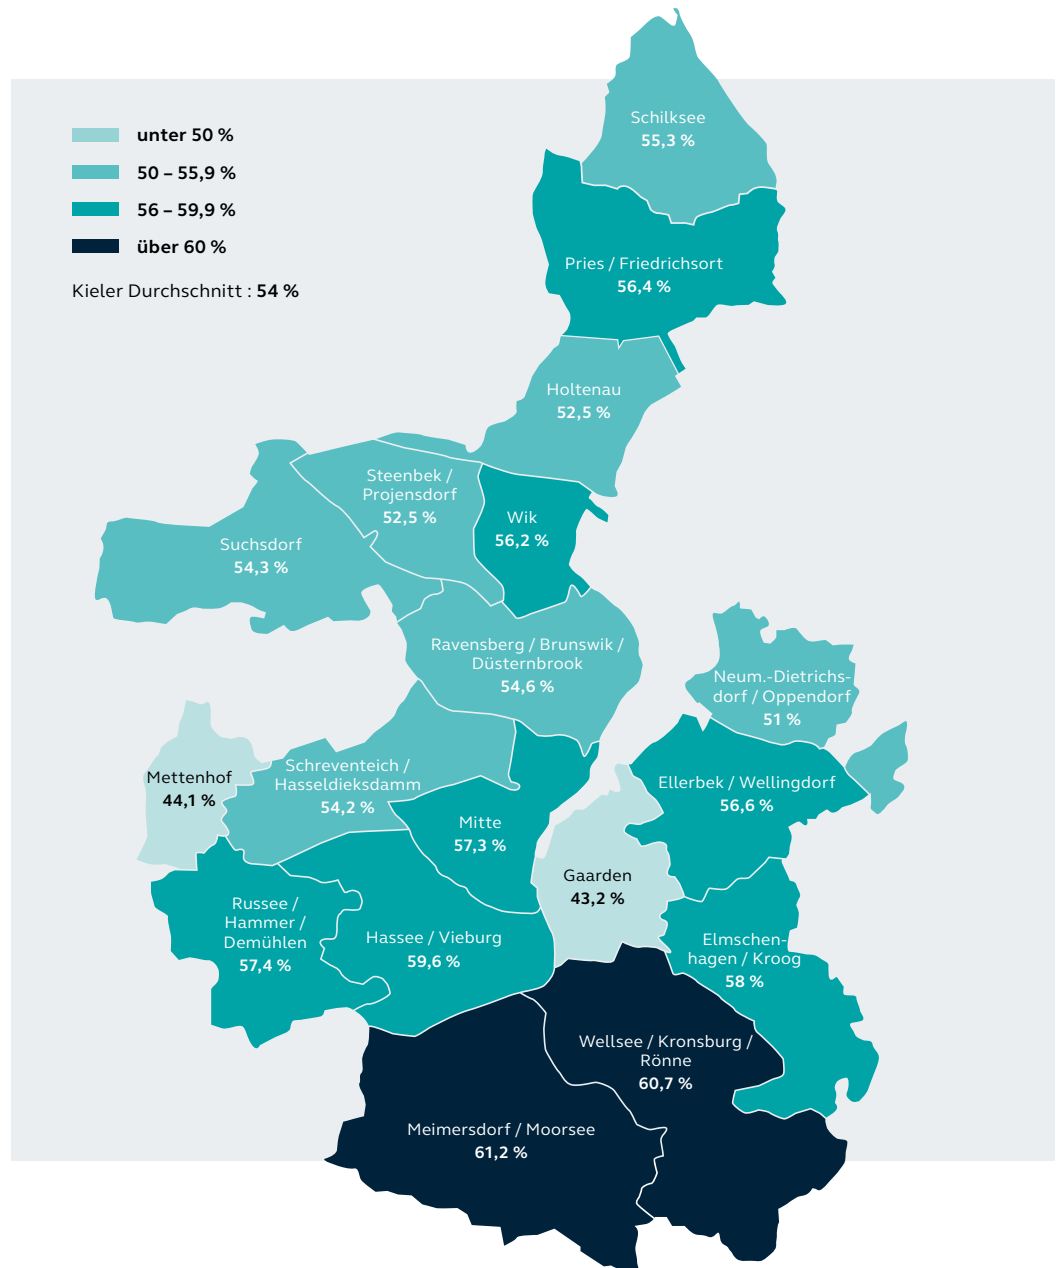 unter 50 %
50 – 55,9 %
56 – 59,9 %
über 60 %
Kieler Durchschnitt : 54 %
Schilksee
55,3 %
Pries / Friedrichsort
56,4 %
Holtenau
52,5 %
Steenbek /
Projensdorf
52,5 %
Wik
56,2 %
Suchsdorf
54,3 %
Ravensberg / Brunswik /
Düsternbrook
54,6 %
Neum.-Dietrichs-
dorf / Oppendorf
51 %
Mettenhof
44,1 %
Schreventeich /
Hasseldieksdamm
54,2 %
Ellerbek / Wellingdorf
56,6 %
Mitte
57,3 %
Gaarden
43,2 %
Russee /
Hammer /
Demühlen
57,4 %
Hassee / Vieburg
59,6 %
Elmschen-
hagen / Kroog
58 %
Wellsee / Kronsburg /
Rönne
60,7 %
Meimersdorf / Moorsee
61,2 %